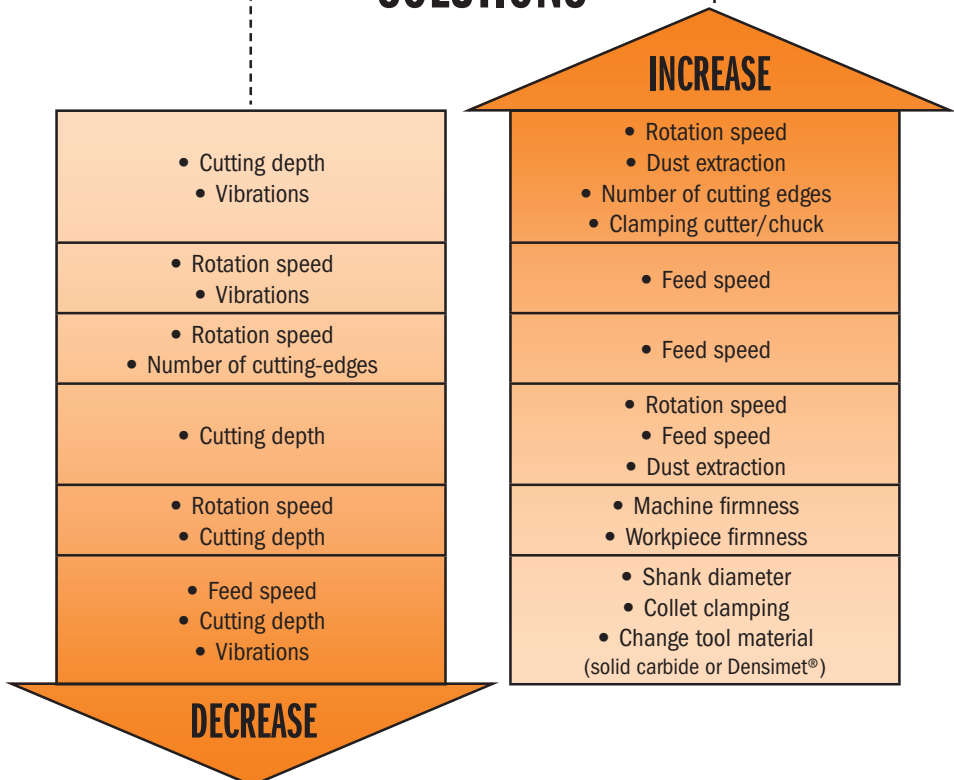 SOLUTIONS
INCREASE
• Cutting depth
• Vibrations
• Rotation speed
• Dust extraction
• Number of cutting edges
• Clamping cutter/chuck
• Rotation speed
• Vibrations
• Feed speed
• Rotation speed
• Number of cutting-edges
• Feed speed
• Cutting depth
• Rotation speed
• Feed speed
• Dust extraction
• Rotation speed
• Cutting depth
• Machine firmness
• Workpiece firmness
• Feed speed
• Cutting depth
• Vibrations
• Shank diameter
• Collet clamping
• Change tool material
(solid carbide or Densimet®)
DECREASE